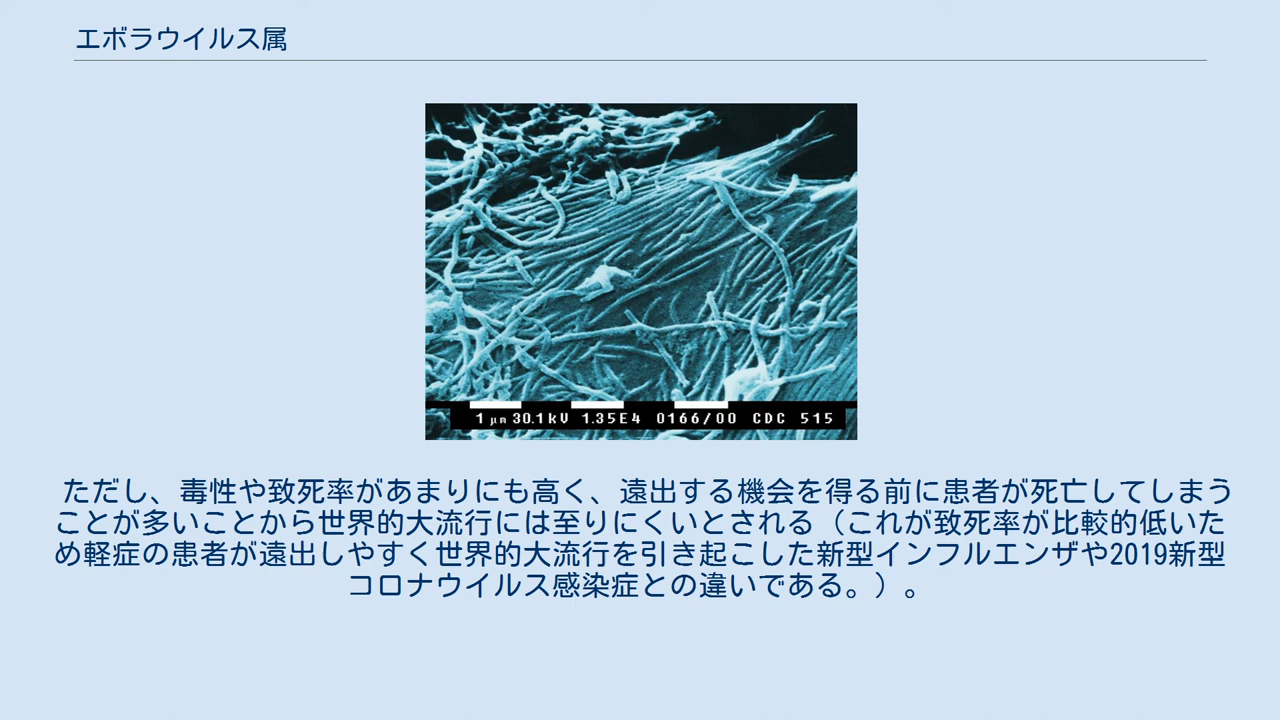 エボラウイルス属
1μm 30.1kV 1.35E4 0166/00 CDC 515
ただし、毒性や致死率があまりにも高く、遠出する機会を得る前に患者が死亡してしまう
ことが多いことから世界的大流行には至りにくいとされる（これが致死率が比較的低いた
め軽症の患者が遠出しやすく世界的大流行を引き起こした新型インフルエンザや2019新型
コロナウイルス感染症との違いである。）。